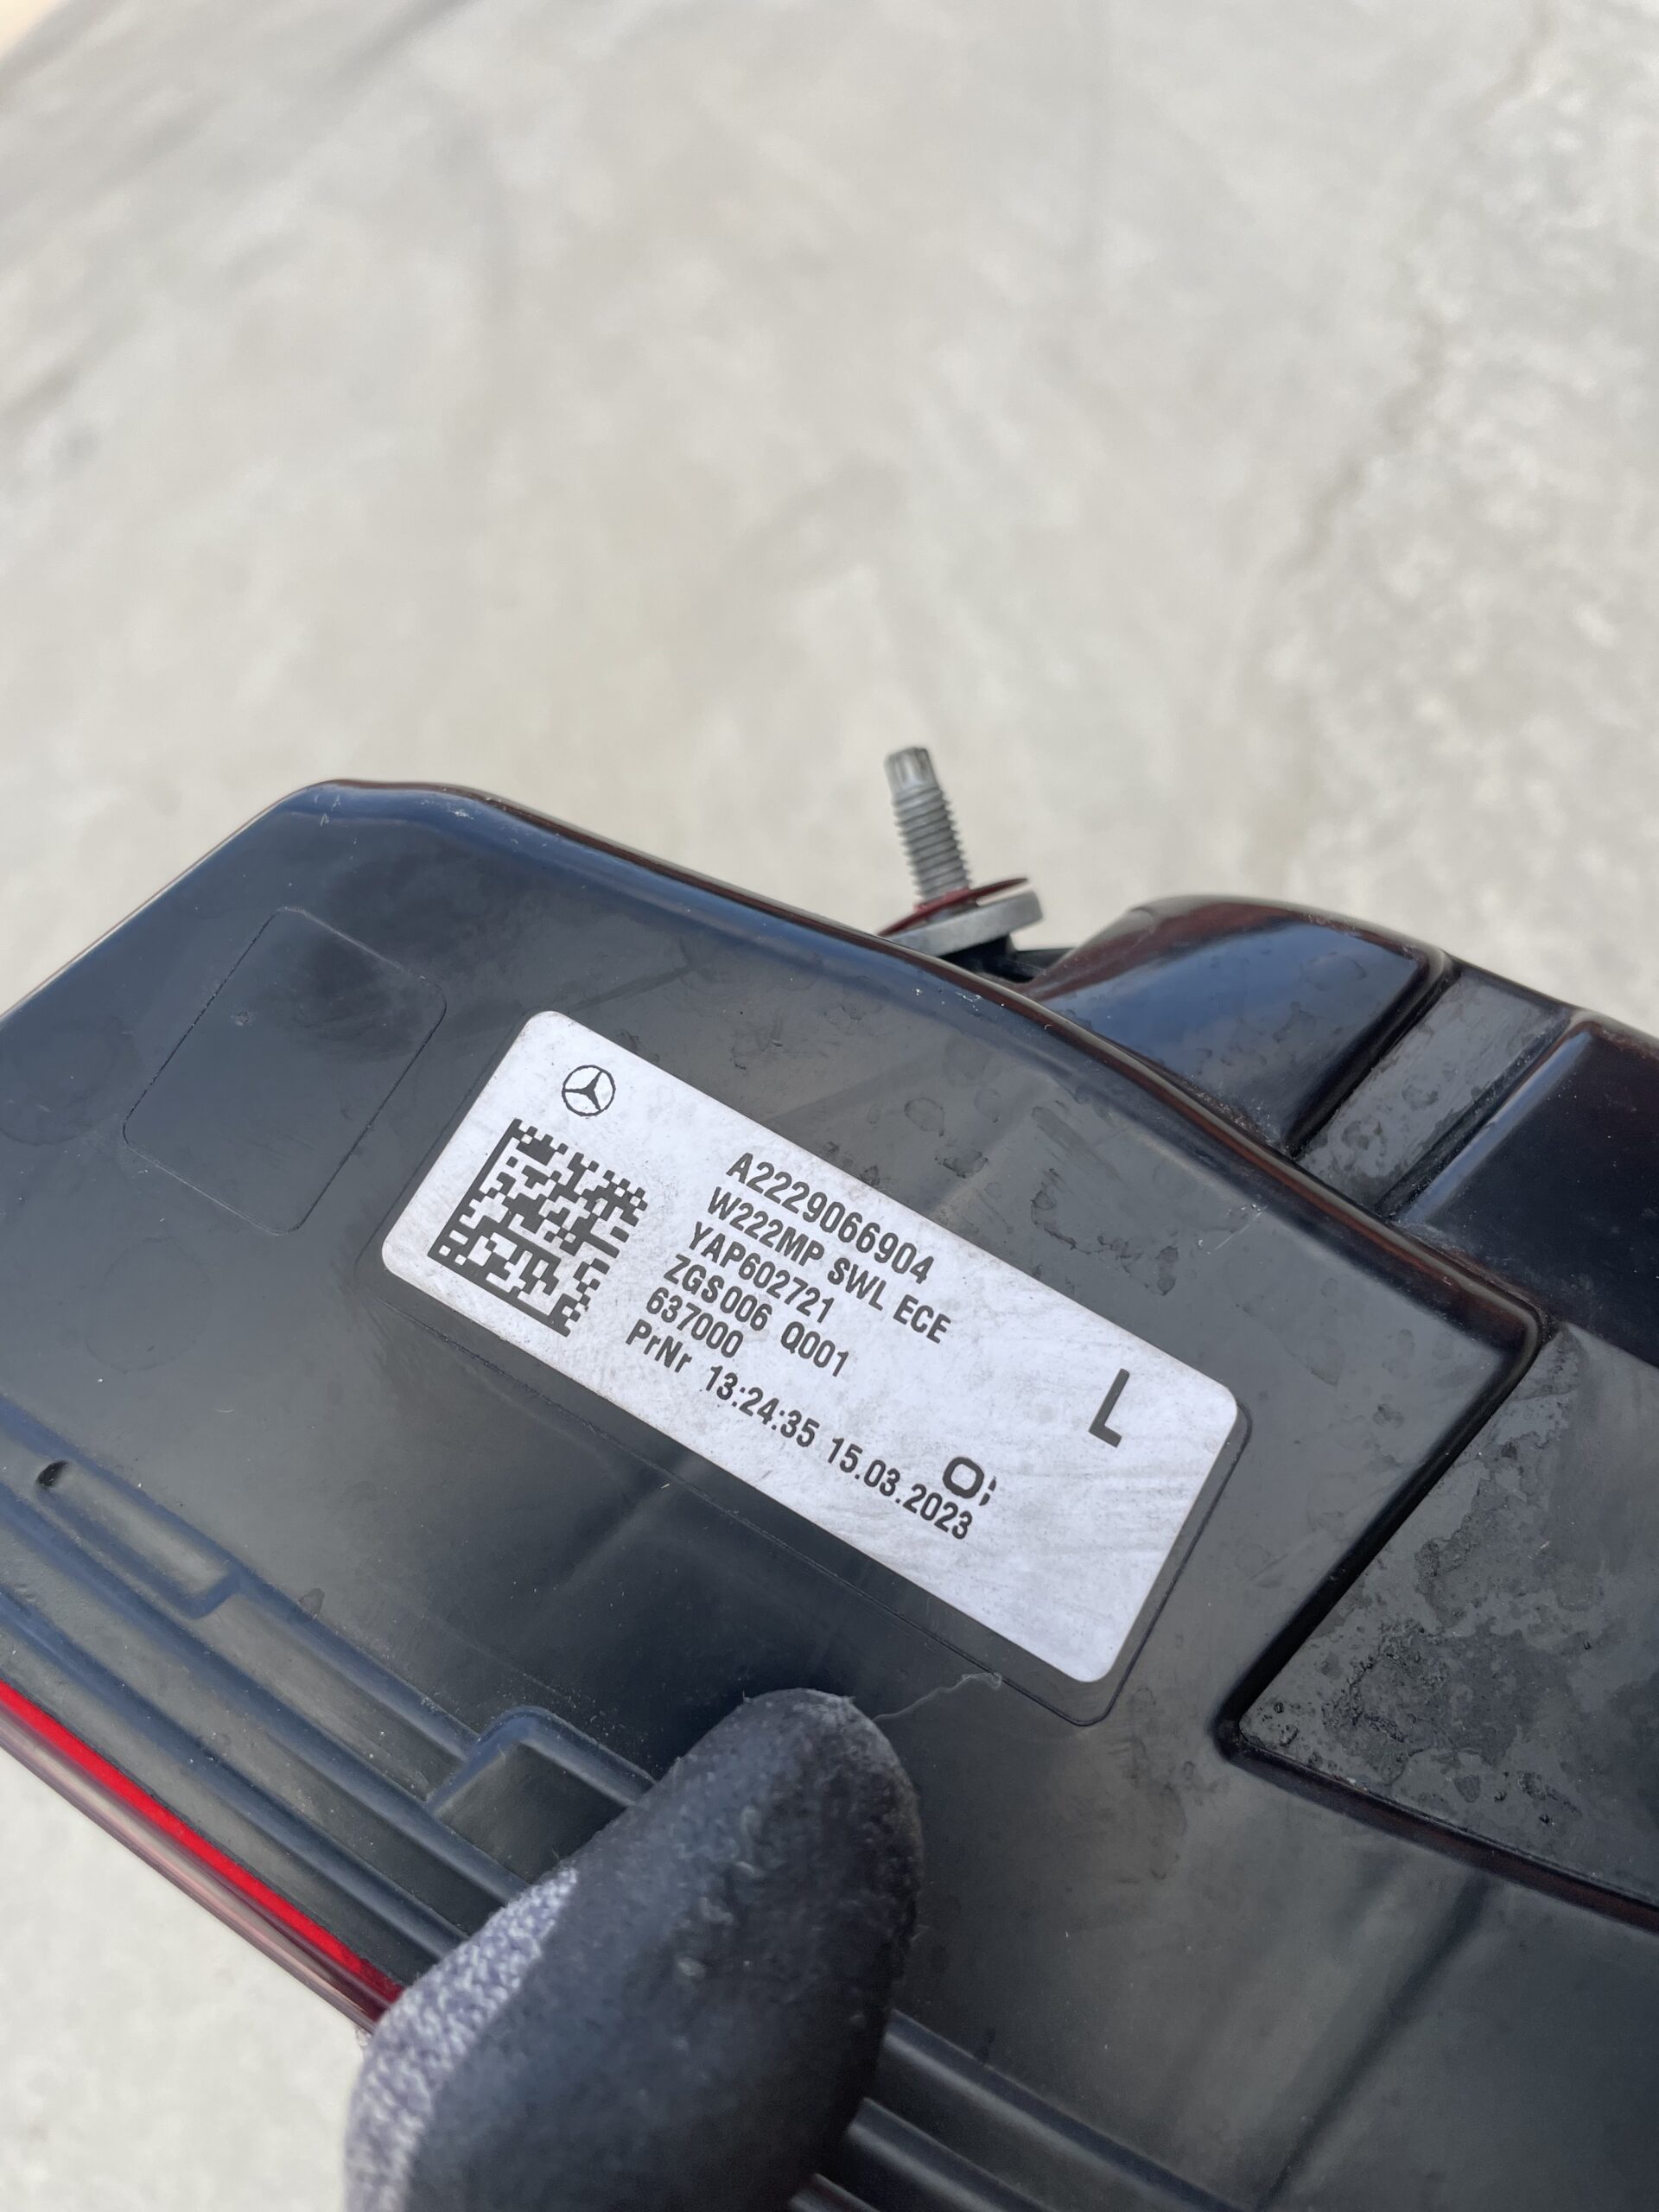 A2229066904
W222MP SWL ECE
YAP602721
ZGS006 Q001
637000
PrNr 13:24:35 15.03.2023
L